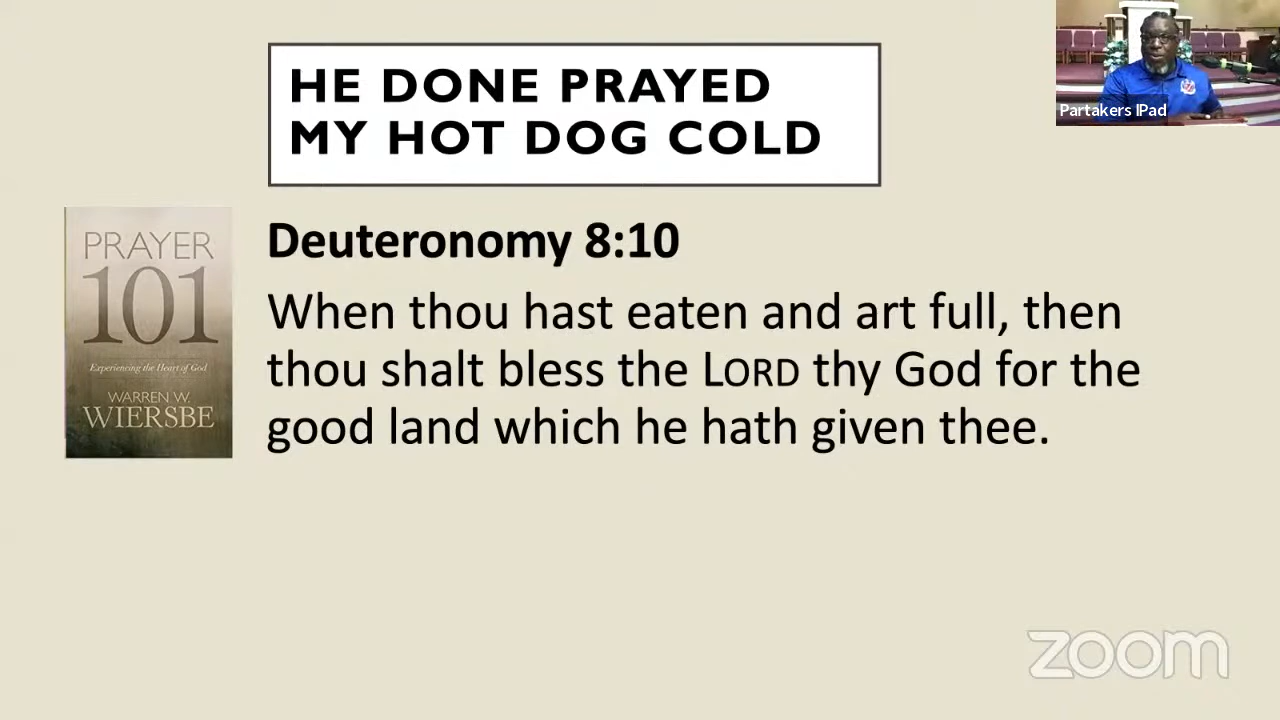 HE DONE PRAYED
MY HOT DOG COLD
Partakers IPad
PRAYER
101
Experiencing the Heart of God
WARREN W.
WIERSBE
Deuteronomy 8:10
When thou hast eaten and art full, then
thou shalt bless the LORD thy God for the
good land which he hath given thee.
zoom